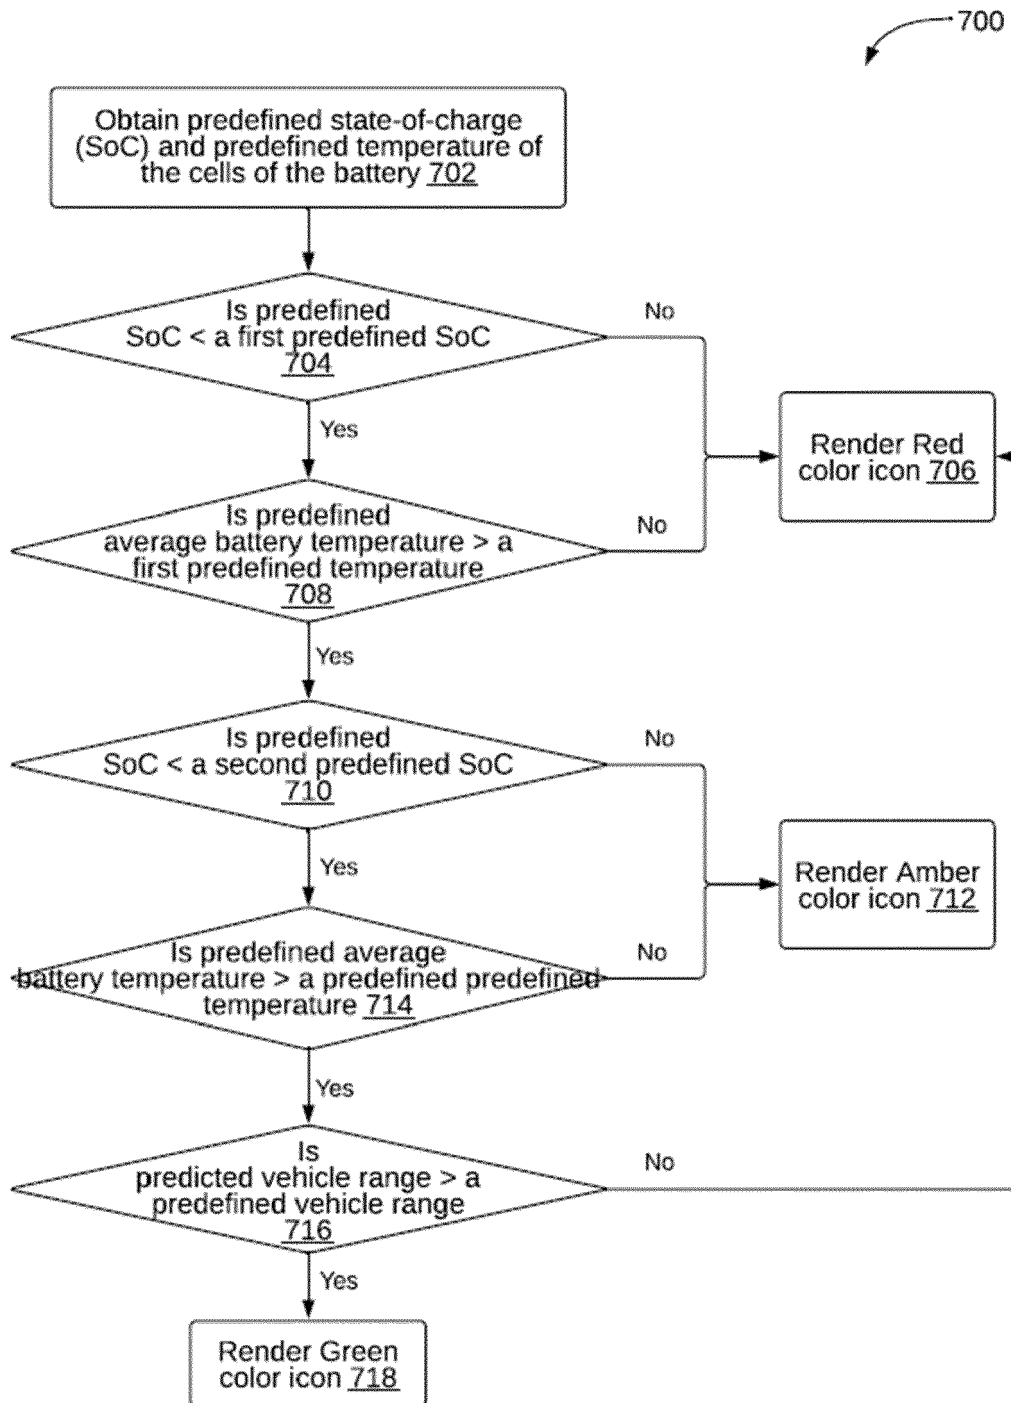 700
Obtain predefined state-of-charge
(SoC) and predefined temperature of
the cells of the battery 702
Is predefined
SoC < a first predefined SoC
704
No
Yes
Render Red
color icon 706
Is predefined
average battery temperature > a
first predefined temperature
708
No
Yes
Is predefined
SoC < a second predefined SoC
710
No
Yes
Render Amber
color icon 712
Is predefined average
battery temperature > a predefined predefined
temperature 714
No
Yes
Is
predicted vehicle range > a
predefined vehicle range
716
No
Yes
Render Green
color icon 718